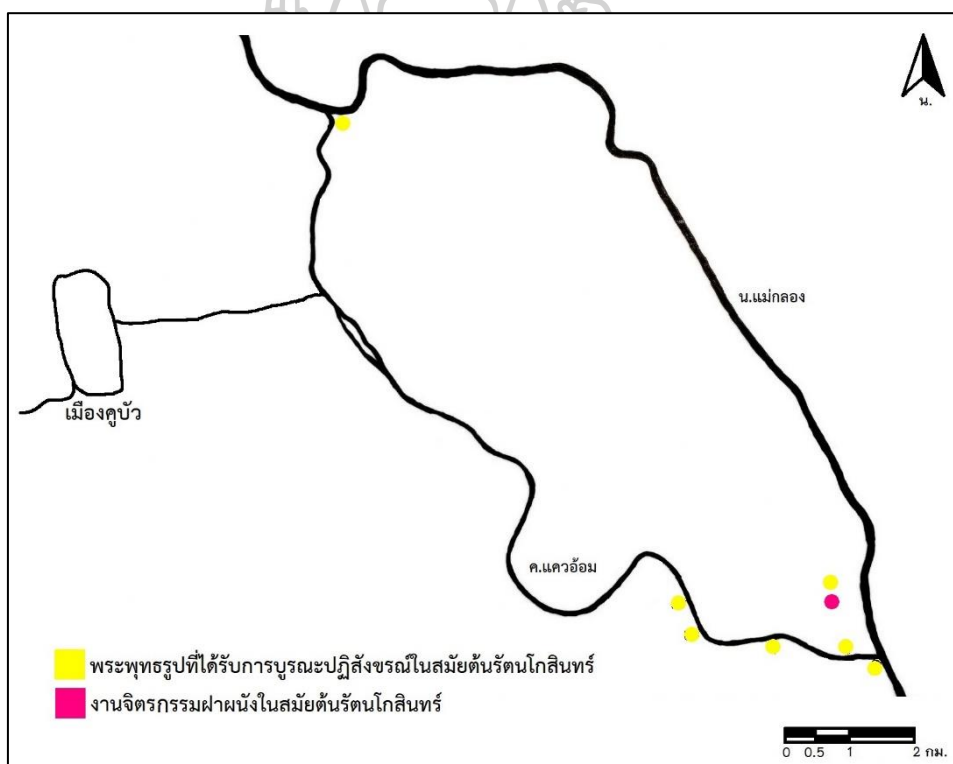 น.
น.แม่กลอง
เมืองคูบัว
ค.แควอ้อม
พระพุทธรูปที่ได้รับการบูรณะปฏิสังขรณ์ในสมัยต้นรัตนโกสินทร์
งานจิตรกรรมฝาผนังในสมัยต้นรัตนโกสินทร์
0 0.5 1 2 กม.